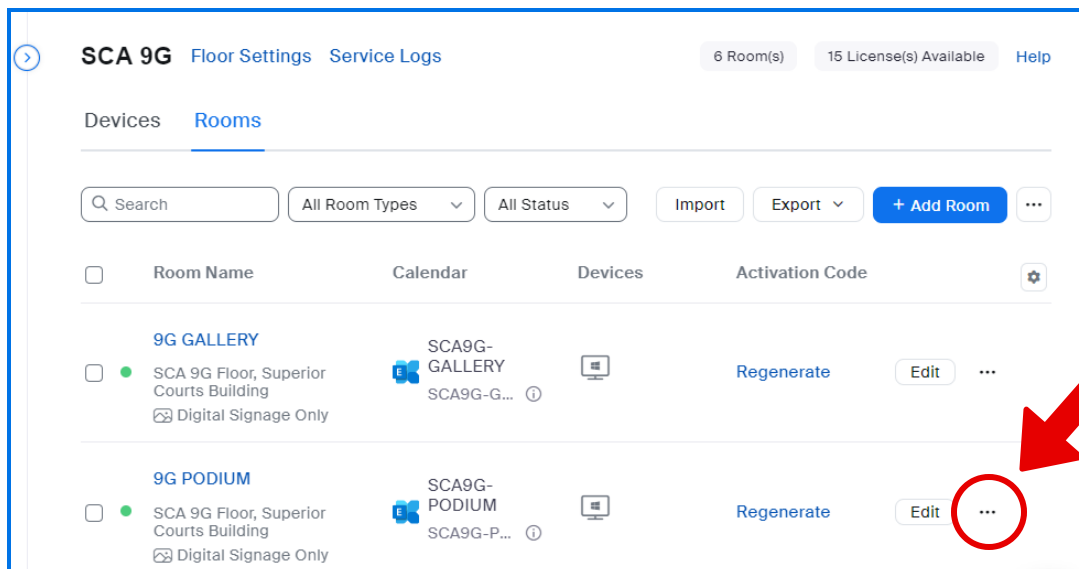 SCA 9G Floor Settings Service Logs 6 Room(s) 15 License(s) Available Help
Devices Rooms
Search All Room Types All Status Import Export + Add Room ...
Room Name Calendar Devices Activation Code
9G GALLERY
SCA 9G Floor, Superior
Courts Building
Digital Signage Only
E
SCA9G-
GALLERY
SCA9G-G...
Regenerate Edit ...
9G PODIUM
SCA 9G Floor, Superior
Courts Building
Digital Signage Only
E
SCA9G-
PODIUM
SCA9G-P...
Regenerate Edit ...